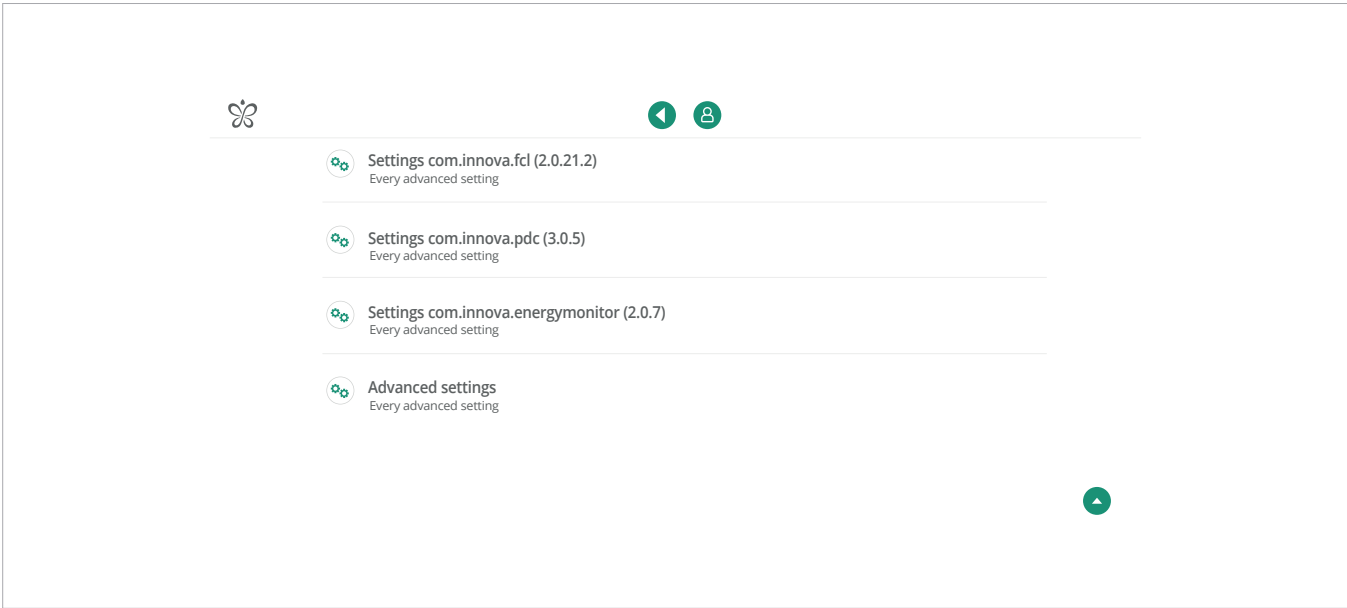 Settings com.innova.fcl (2.0.21.2)
Every advanced setting
Settings com.innova.pdc (3.0.5)
Every advanced setting
Settings com.innova.energymonitor (2.0.7)
Every advanced setting
Advanced settings
Every advanced setting